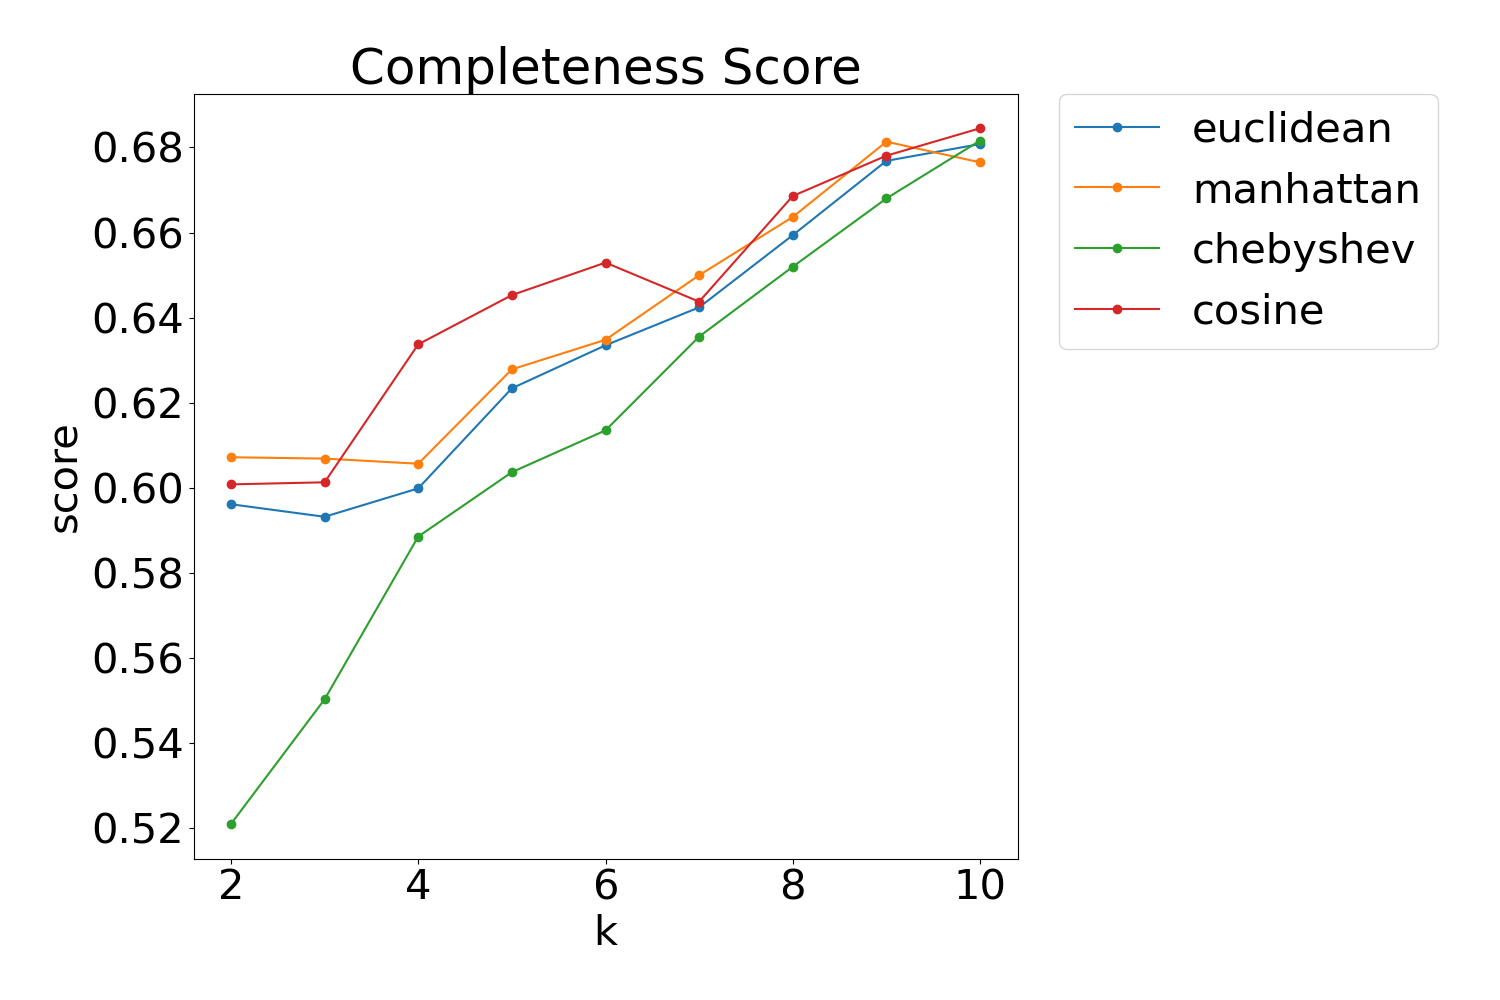 Completeness Score
score
0.68
0.66
0.64
0.62
0.60
0.58
0.56
0.54
0.52
2 4 6 8 10
k
euclidean
manhattan
chebyshev
cosine